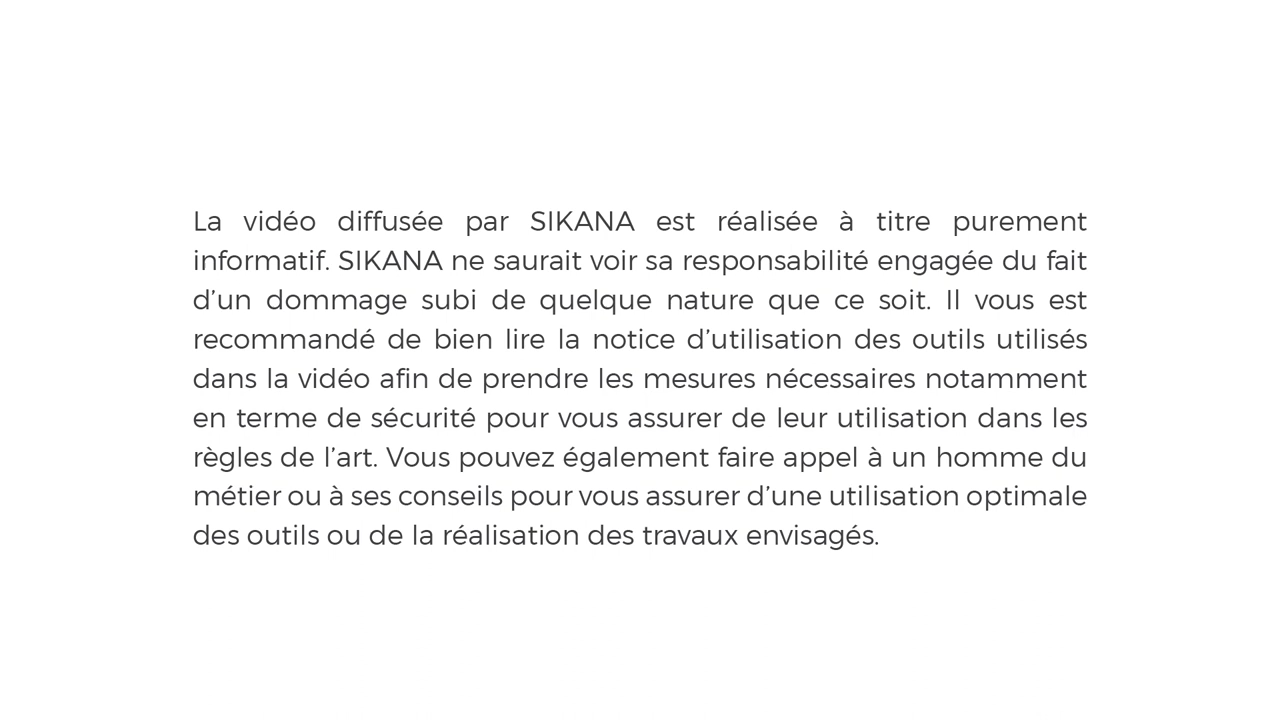 La vidéo diffusée par SIKANA est réalisée à titre purement
informatif. SIKANA ne saurait voir sa responsabilité engagée du fait
d’un dommage subi de quelque nature que ce soit. Il vous est
recommandé de bien lire la notice d’utilisation des outils utilisés
dans la vidéo afin de prendre les mesures nécessaires notamment
en terme de sécurité pour vous assurer de leur utilisation dans les
règles de l’art. Vous pouvez également faire appel à un homme du
métier ou à ses conseils pour vous assurer d’une utilisation optimale
des outils ou de la réalisation des travaux envisagés.